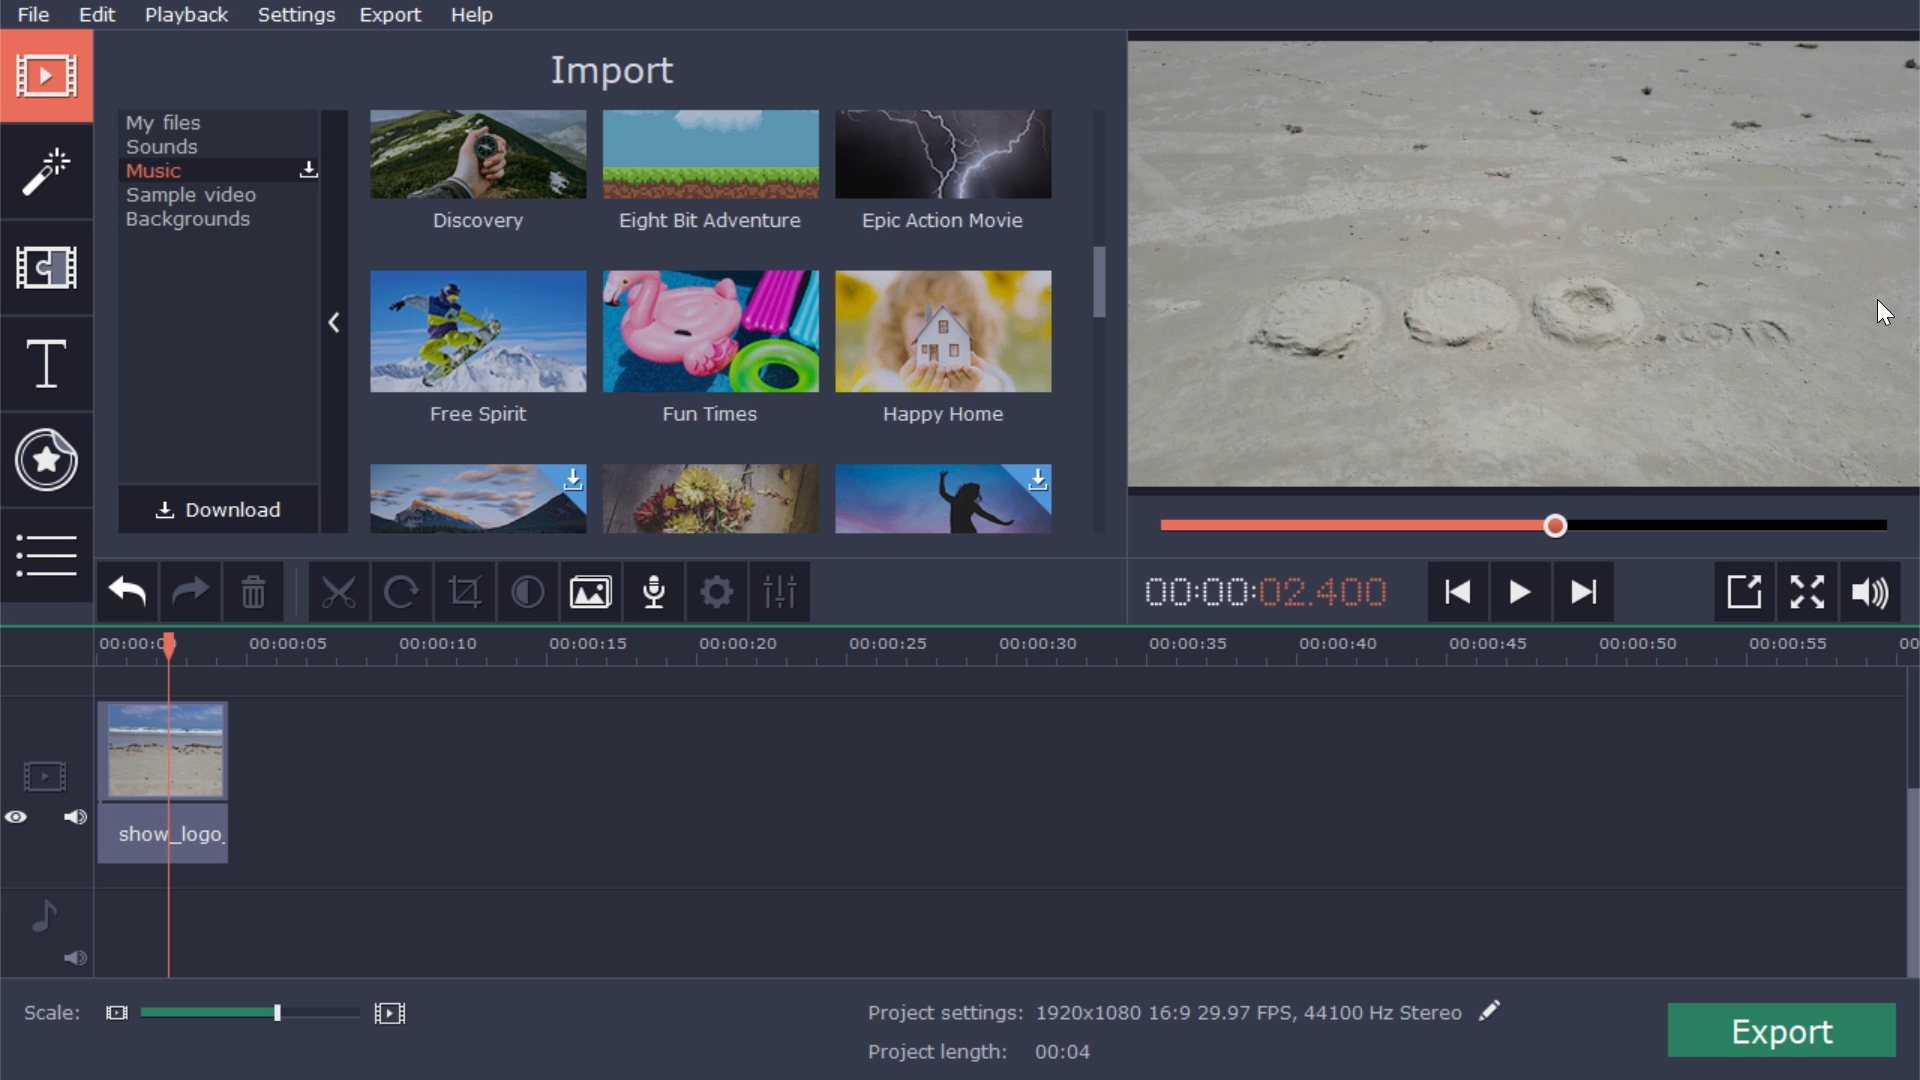 File Edit Playback Settings Export Help
Import
My files
Sounds
Music
Sample video
Backgrounds
Download
Discovery
Eight Bit Adventure
Epic Action Movie
Free Spirit
Fun Times
Happy Home
.com
00:00:02.400
00:00:05 00:00:10 00:00:15 00:00:20 00:00:25 00:00:30 00:00:35 00:00:40 00:00:45 00:00:50 00:00:55 00
show_logo_
Scale:
Project settings: 1920x1080 16:9 29.97 FPS, 44100 Hz Stereo
Project length: 00:04
Export